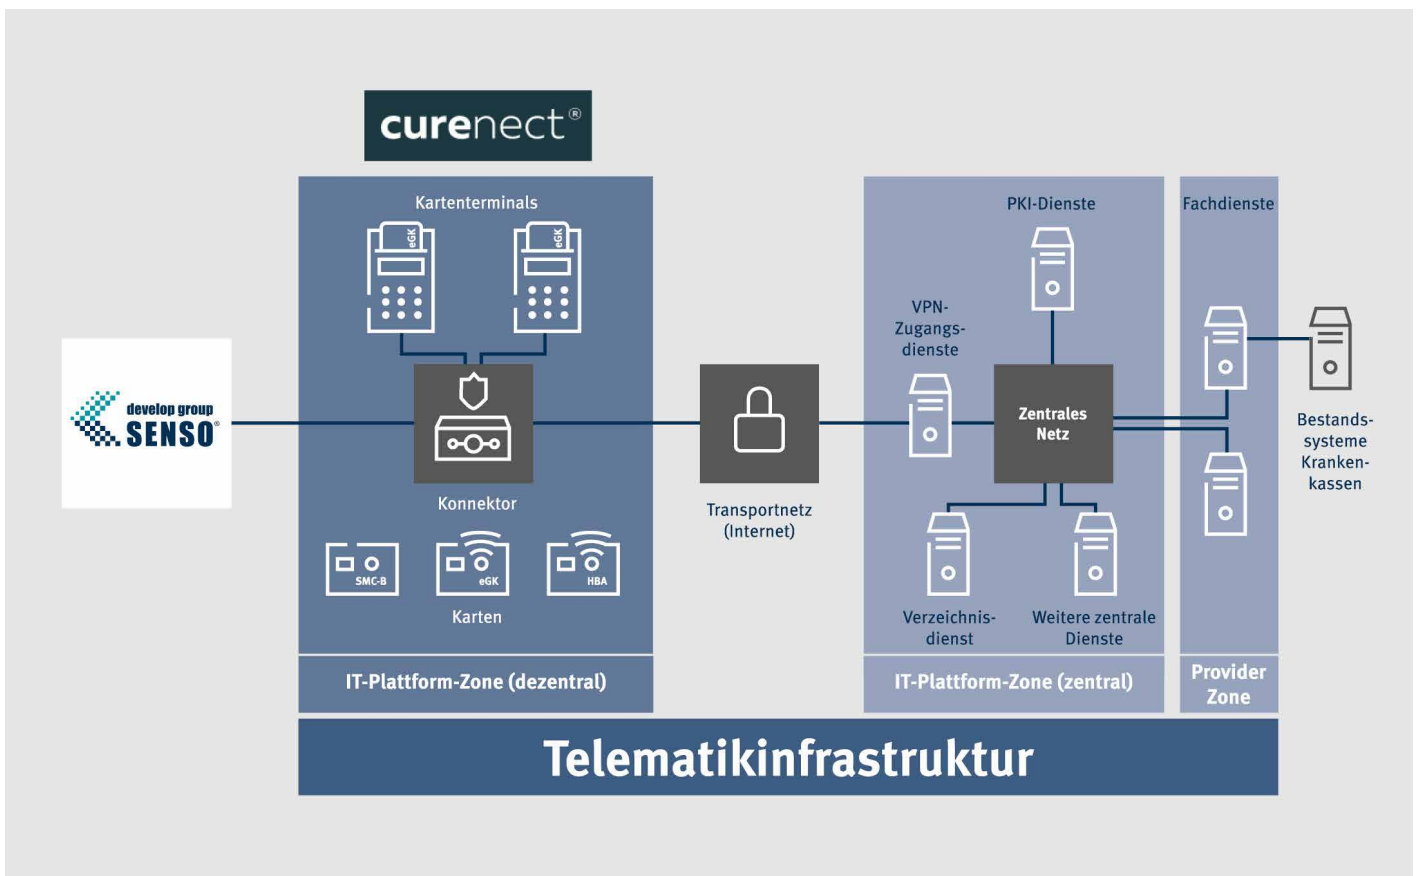 curenect®
Kartenterminals
eGK
eGK
develop group
SENSO®
Konnektor
SMC-B
eGK
HBA
Karten
IT-Plattform-Zone (dezentral)
Transportnetz
(Internet)
PKI-Dienste
VPN-
Zugangs-
dienste
Zentrales
Netz
Verzeichnis-
dienst
Weitere zentrale
Dienste
IT-Plattform-Zone (zentral)
Fachdienste
Provider
Zone
Bestands-
systeme
Kranken-
kassen
Telematikinfrastruktur